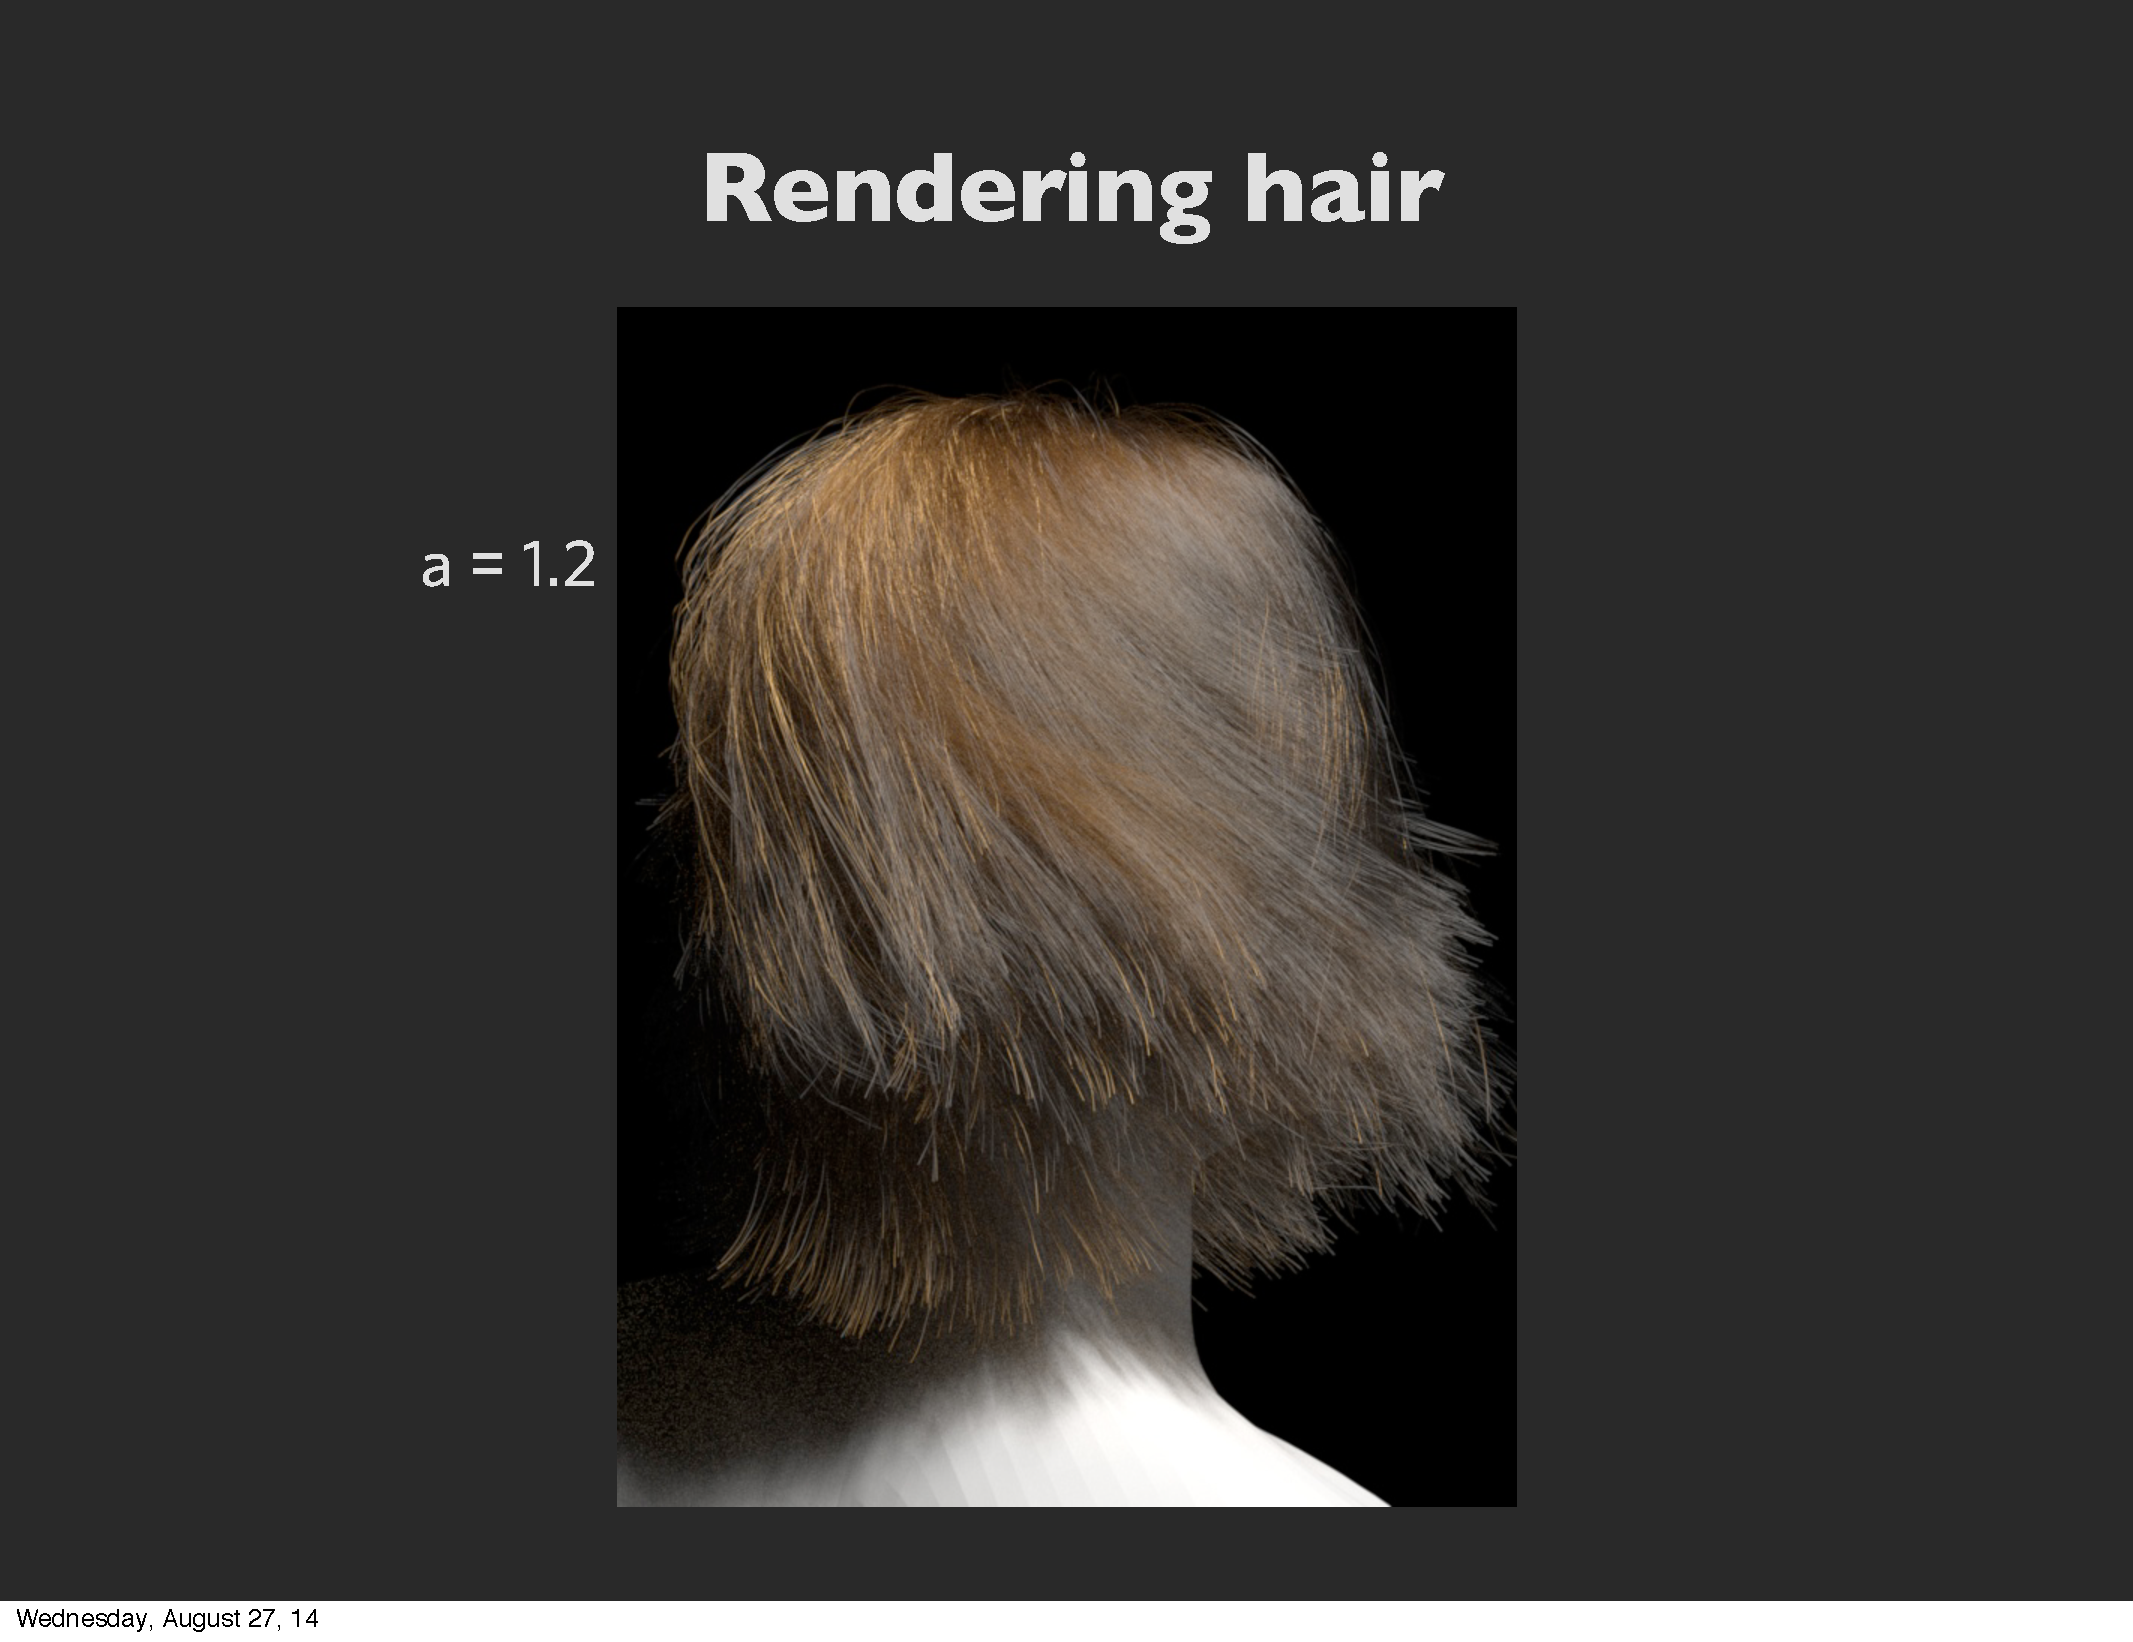 Rendering hair
a = 1.2
Wednesday, August 27, 14